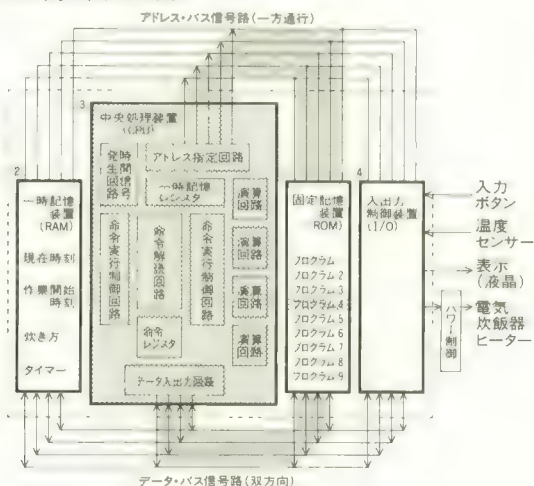 アドレス・バス信号路(一方通行)
3
中央処理装置
(CPU)
アドレス指定回路
発生回路
時間信号
一時記憶
レジスタ
演算
回路
演算
回路
演算
回路
演算
回路
命令実行制御回路
命令解読回路
命令実行制御回路
命令
レジスタ
データ入出力回路
2
一時記憶
装置
(RAM)
現在時刻
作業開始
時刻
炊き方
タイマー
固定記憶
装置
ROM)
プログラム
プログラム 2
プログラム 3
プログラム 4
プログラム 5
プログラム 6
プログラム 7
プログラム 8
プログラム 9
4
入出力
制御装置
(I/O)
入力
ボタン
温度
センサー
表示
(液晶)
電気
炊飯器
ヒーター
パワー制御
データ・バス信号路(双方向)